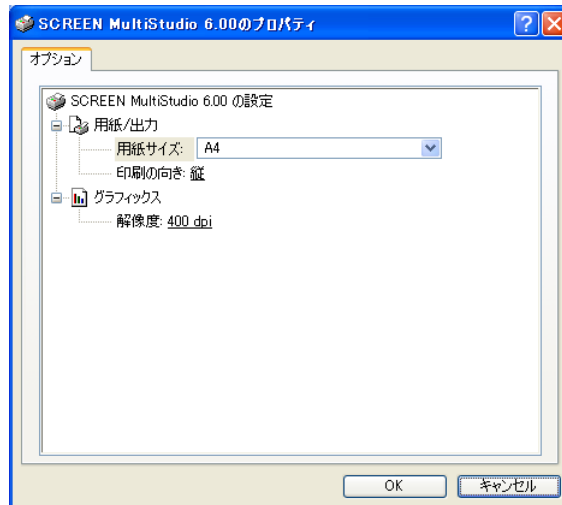 SCREEN MultiStudio 6.00のプロパティ
オプション
SCREEN MultiStudio 6.00 の設定
用紙/出力
用紙サイズ: A4
印刷の向き: 縦
グラフィックス
解像度: 400 dpi
OK キャンセル